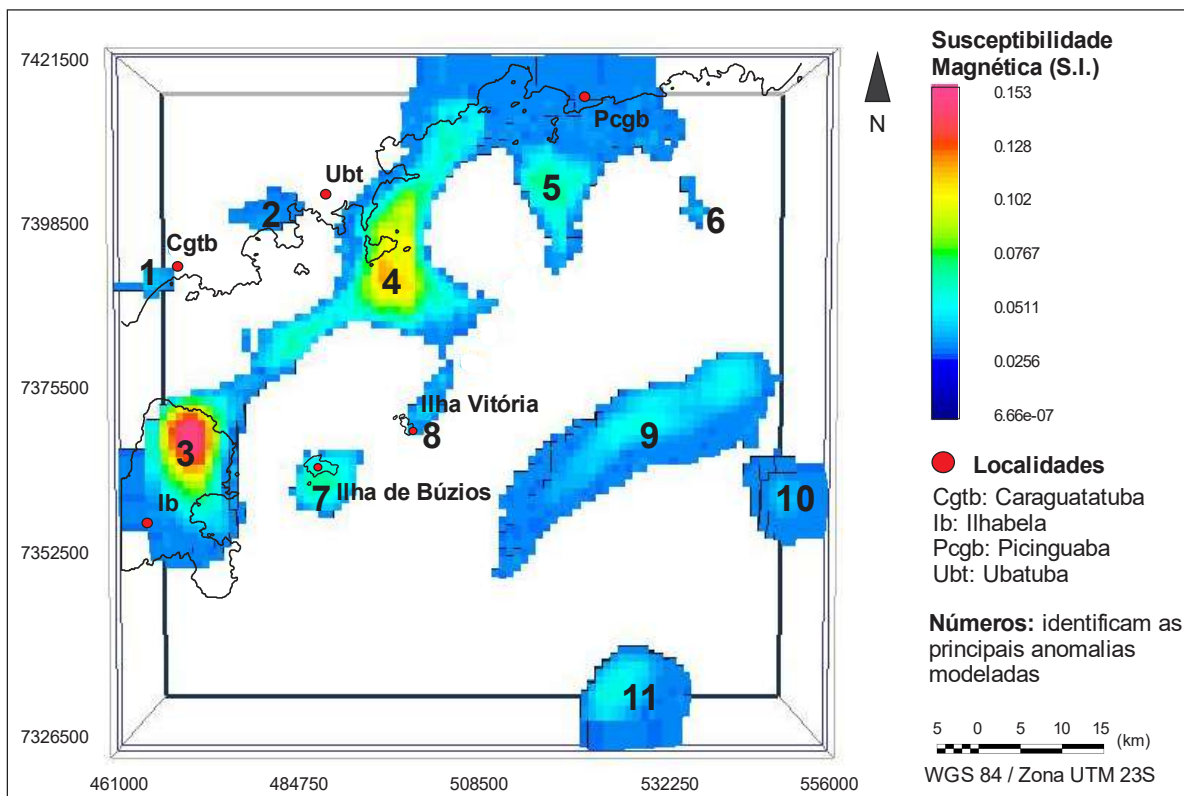 7421500
7398500
7375500
7352500
7326500
461000
484750
508500
532250
556000
Pcgb
Ubt
Cgtb
Ilha Vitória
Ilha de Búzios
Ib
1
2
3
4
5
6
7
8
9
10
11
N
Susceptibilidade
Magnética (S.I.)
0.153
0.128
0.102
0.0767
0.0511
0.0256
6.66e-07
Localidades
Cgtb: Caraguatatuba
Ib: Ilhabela
Pcgb: Picinguaba
Ubt: Ubatuba
Números: identificam as
principais anomalias
modeladas
5 0 5 10 15 (km)
WGS 84 / Zona UTM 23S